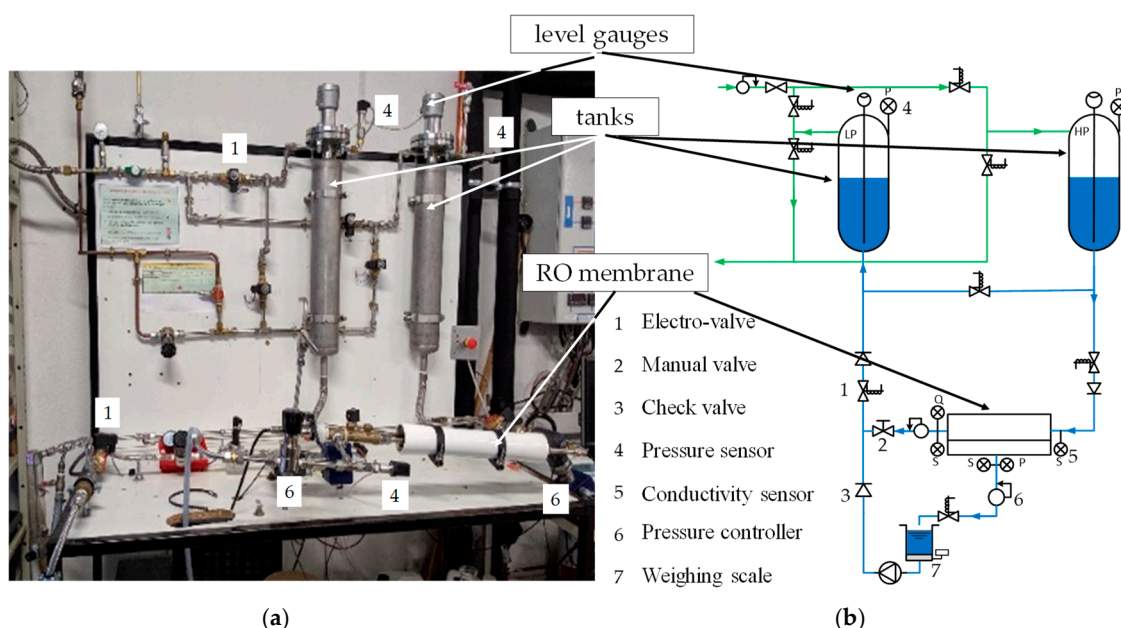 level gauges
tanks
RO membrane
4
4
1
1
6
4
6
P
4
LP
P
HP
1
2
Q
S
S
P
S
5
3
6
7
1 Electro-valve
2 Manual valve
3 Check valve
4 Pressure sensor
5 Conductivity sensor
6 Pressure controller
7 Weighing scale
(a)
(b)